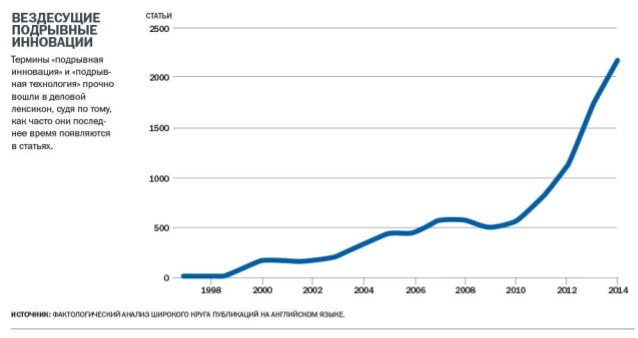 ВЕЗДЕСУЩИЕ
ПОДРЫВНЫЕ
ИННОВАЦИИ
Термины «подрывная
инновация» и «подрыв-
ная технология» прочно
вошли в деловой
лексикон, судя по тому,
как часто они послед-
нее время появляются
в статьях.
СТАТЬИ
2500
2000
1500
1000
500
0
1998 2000 2002 2004 2006 2008 2010 2012 2014
ИСТОЧНИК: ФАКТОЛОГИЧЕСКИЙ АНАЛИЗ ШИРОКОГО КРУГА ПУБЛИКАЦИЙ НА АНГЛИЙСКОМ ЯЗЫКЕ.